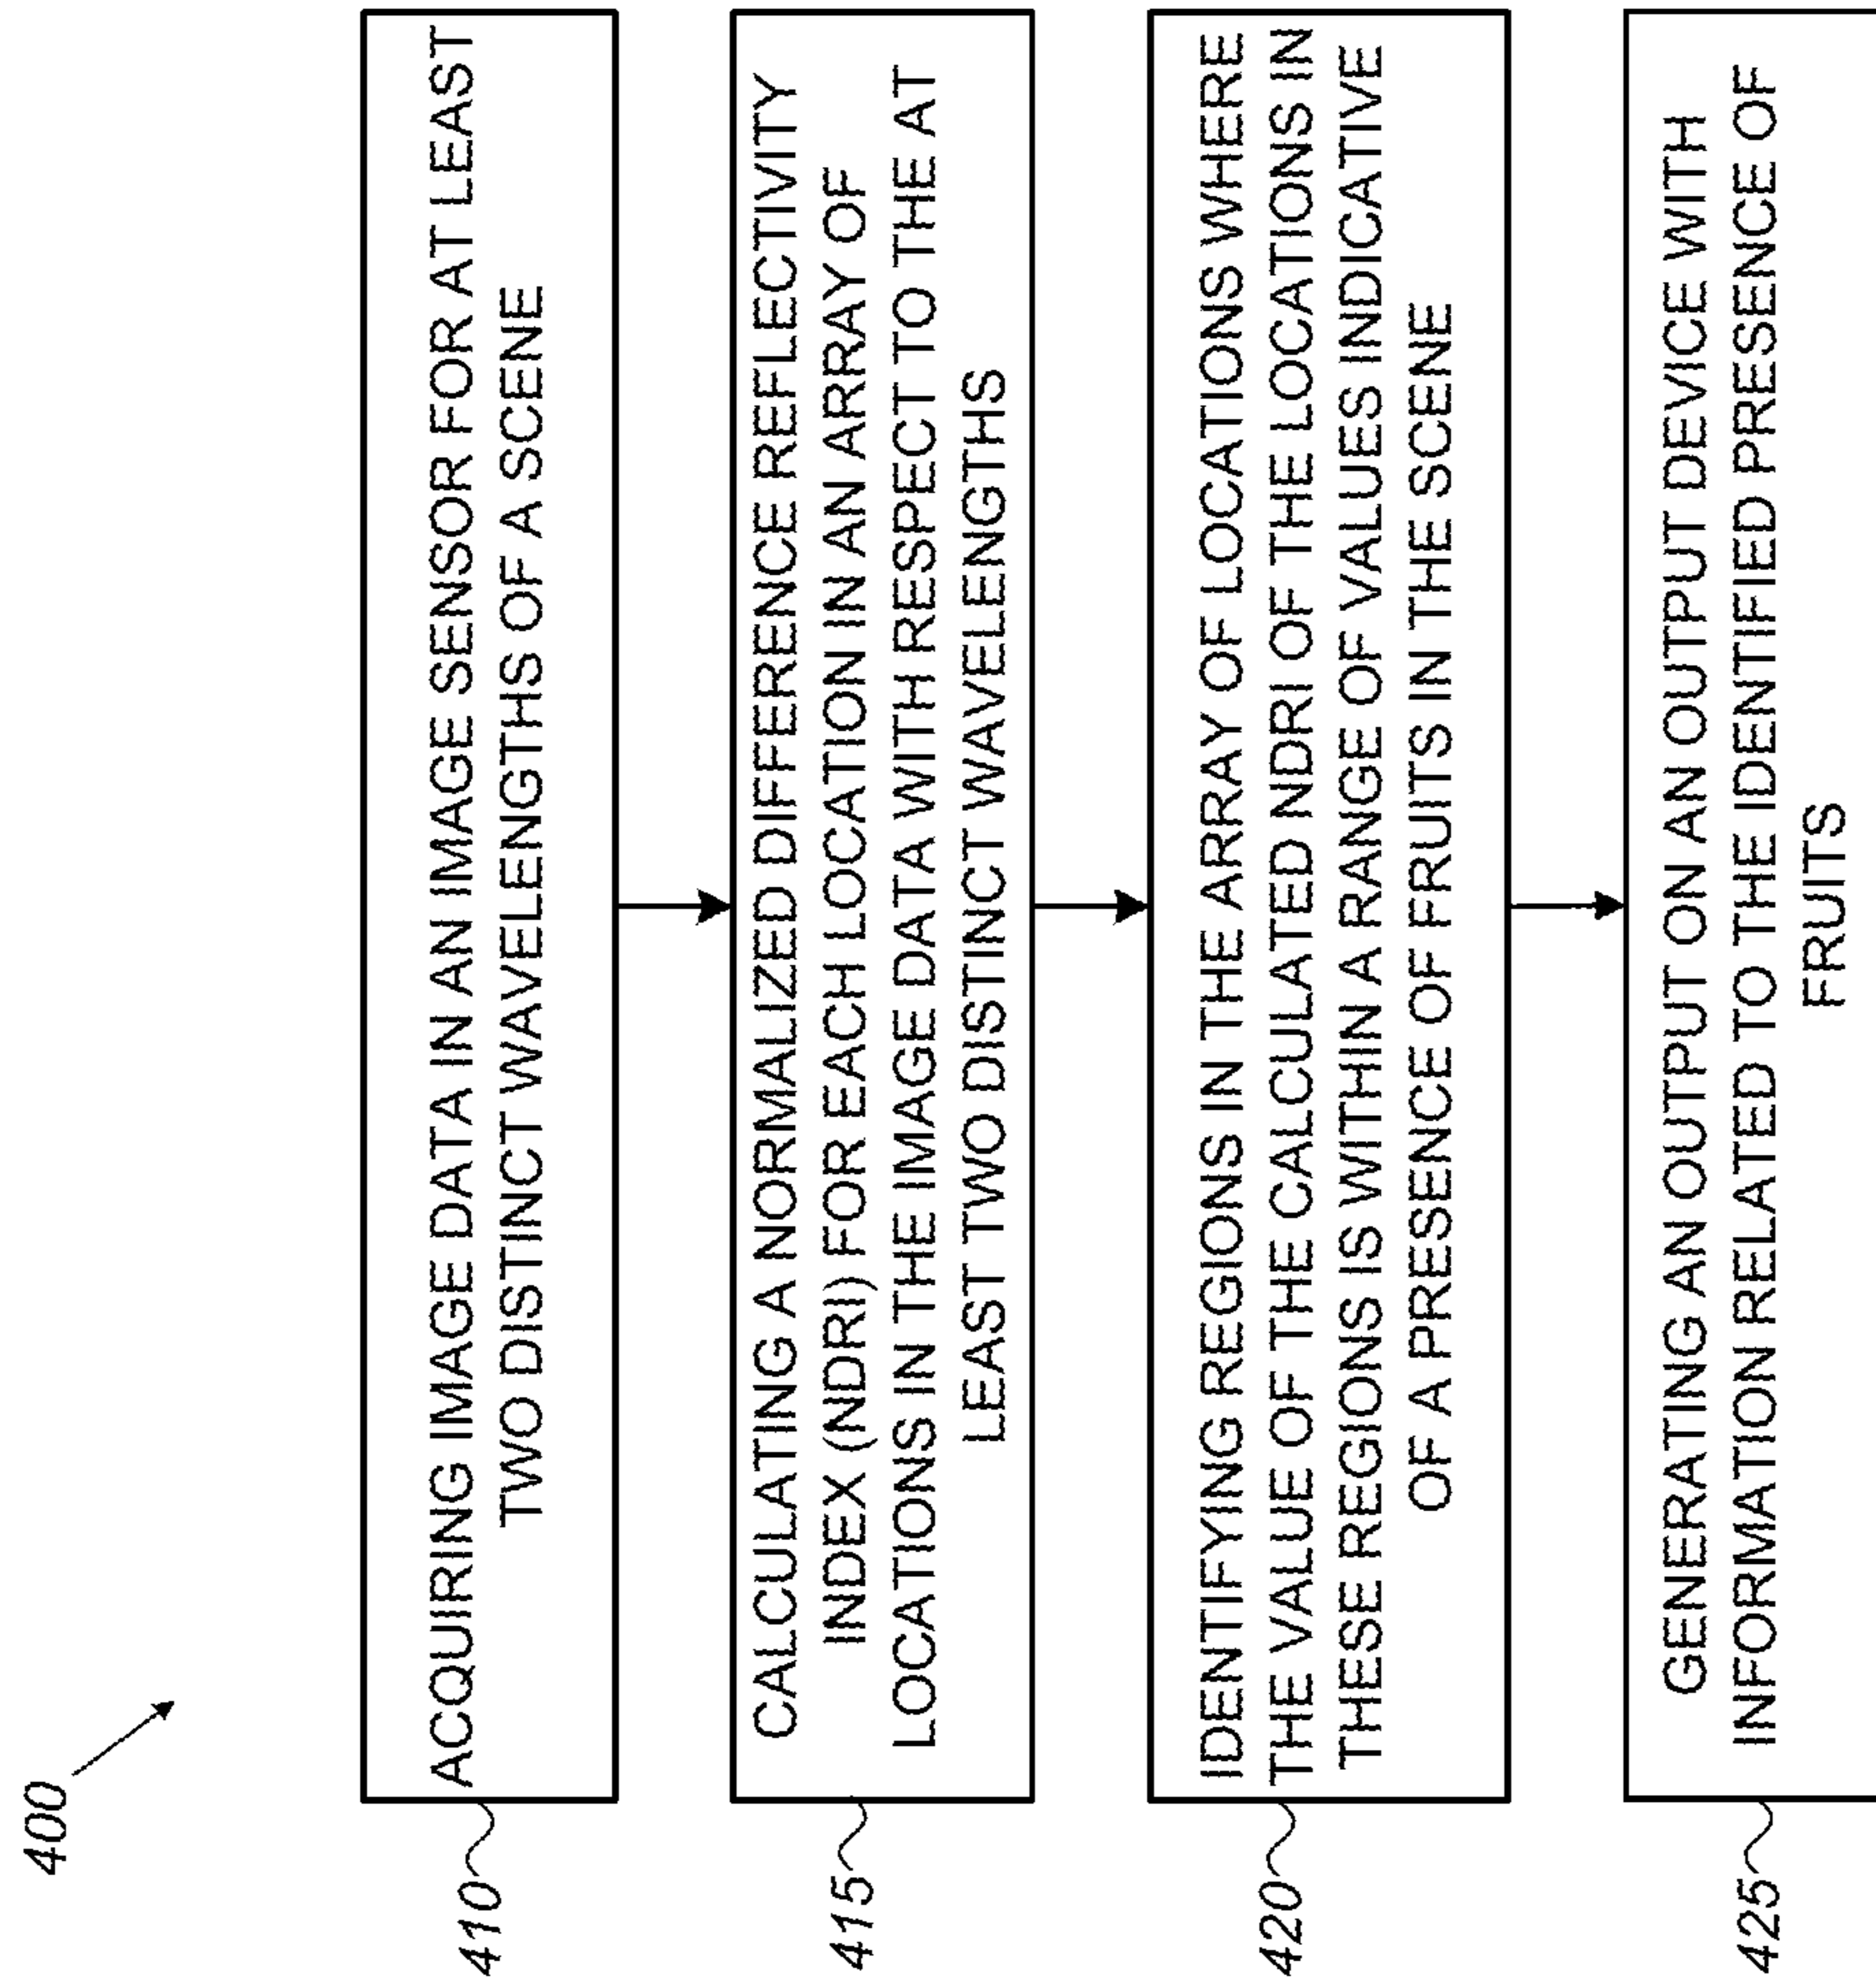 400
410
ACQUIRING IMAGE DATA IN AN IMAGE SENSOR FOR AT LEAST
TWO DISTINCT WAVELENGTHS OF A SCENE
415
CALCULATING A NORMALIZED DIFFERENCE REFLECTIVITY
INDEX (NDRI) FOR EACH LOCATION IN AN ARRAY OF
LOCATIONS IN THE IMAGE DATA WITH RESPECT TO THE AT
LEAST TWO DISTINCT WAVELENGTHS
420
IDENTIFYING REGIONS IN THE ARRAY OF LOCATIONS WHERE
THE VALUE OF THE CALCULATED NDRI OF THE LOCATIONS IN
THESE REGIONS IS WITHIN A RANGE OF VALUES INDICATIVE
OF A PRESENCE OF FRUITS IN THE SCENE
425
GENERATING AN OUTPUT ON AN OUTPUT DEVICE WITH
INFORMATION RELATED TO THE IDENTIFIED PRESENCE OF
FRUITS